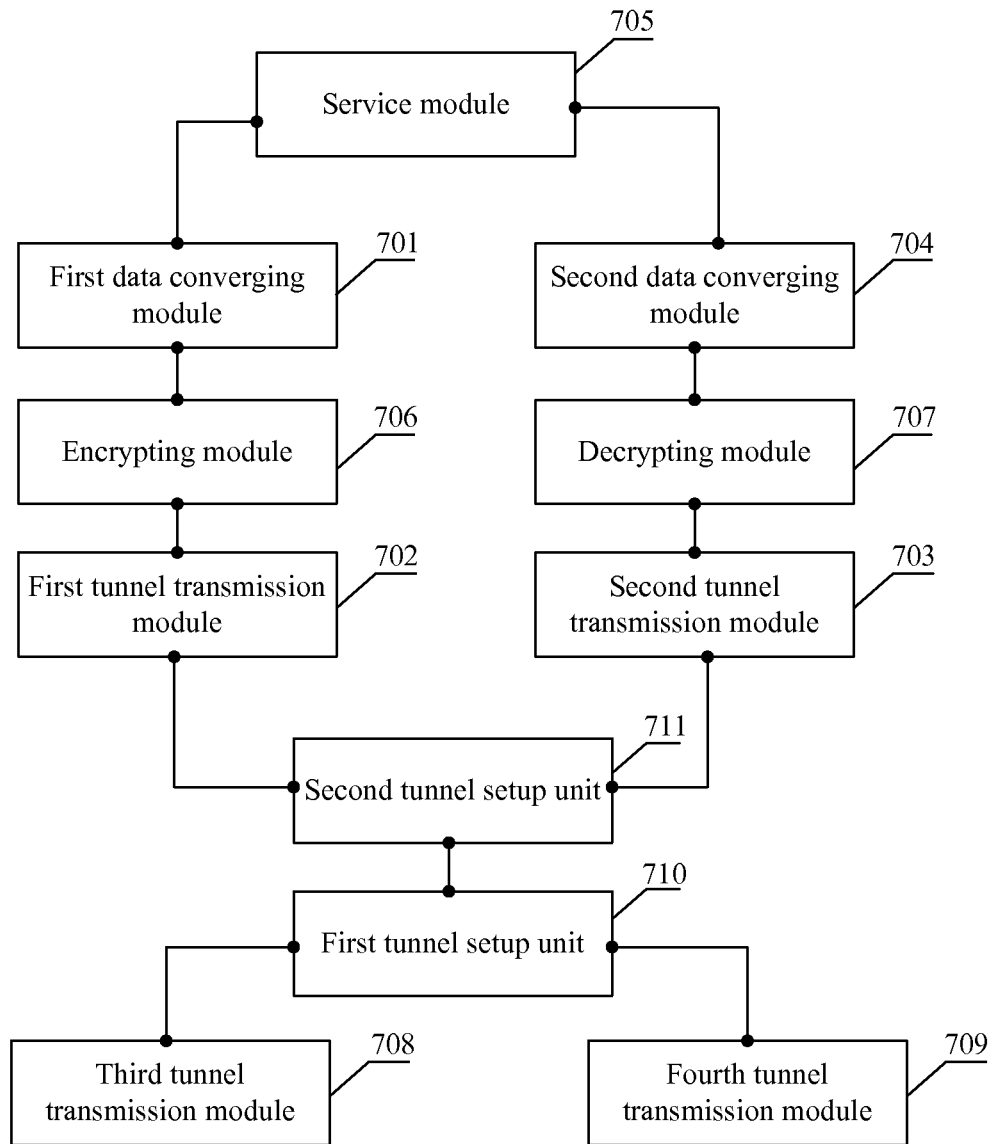 705
Service module
701
704
First data converging
module
Second data converging
module
706
707
Encrypting module
Decrypting module
702
703
First tunnel transmission
module
Second tunnel
transmission module
711
Second tunnel setup unit
710
First tunnel setup unit
708
709
Third tunnel
transmission module
Fourth tunnel
transmission module